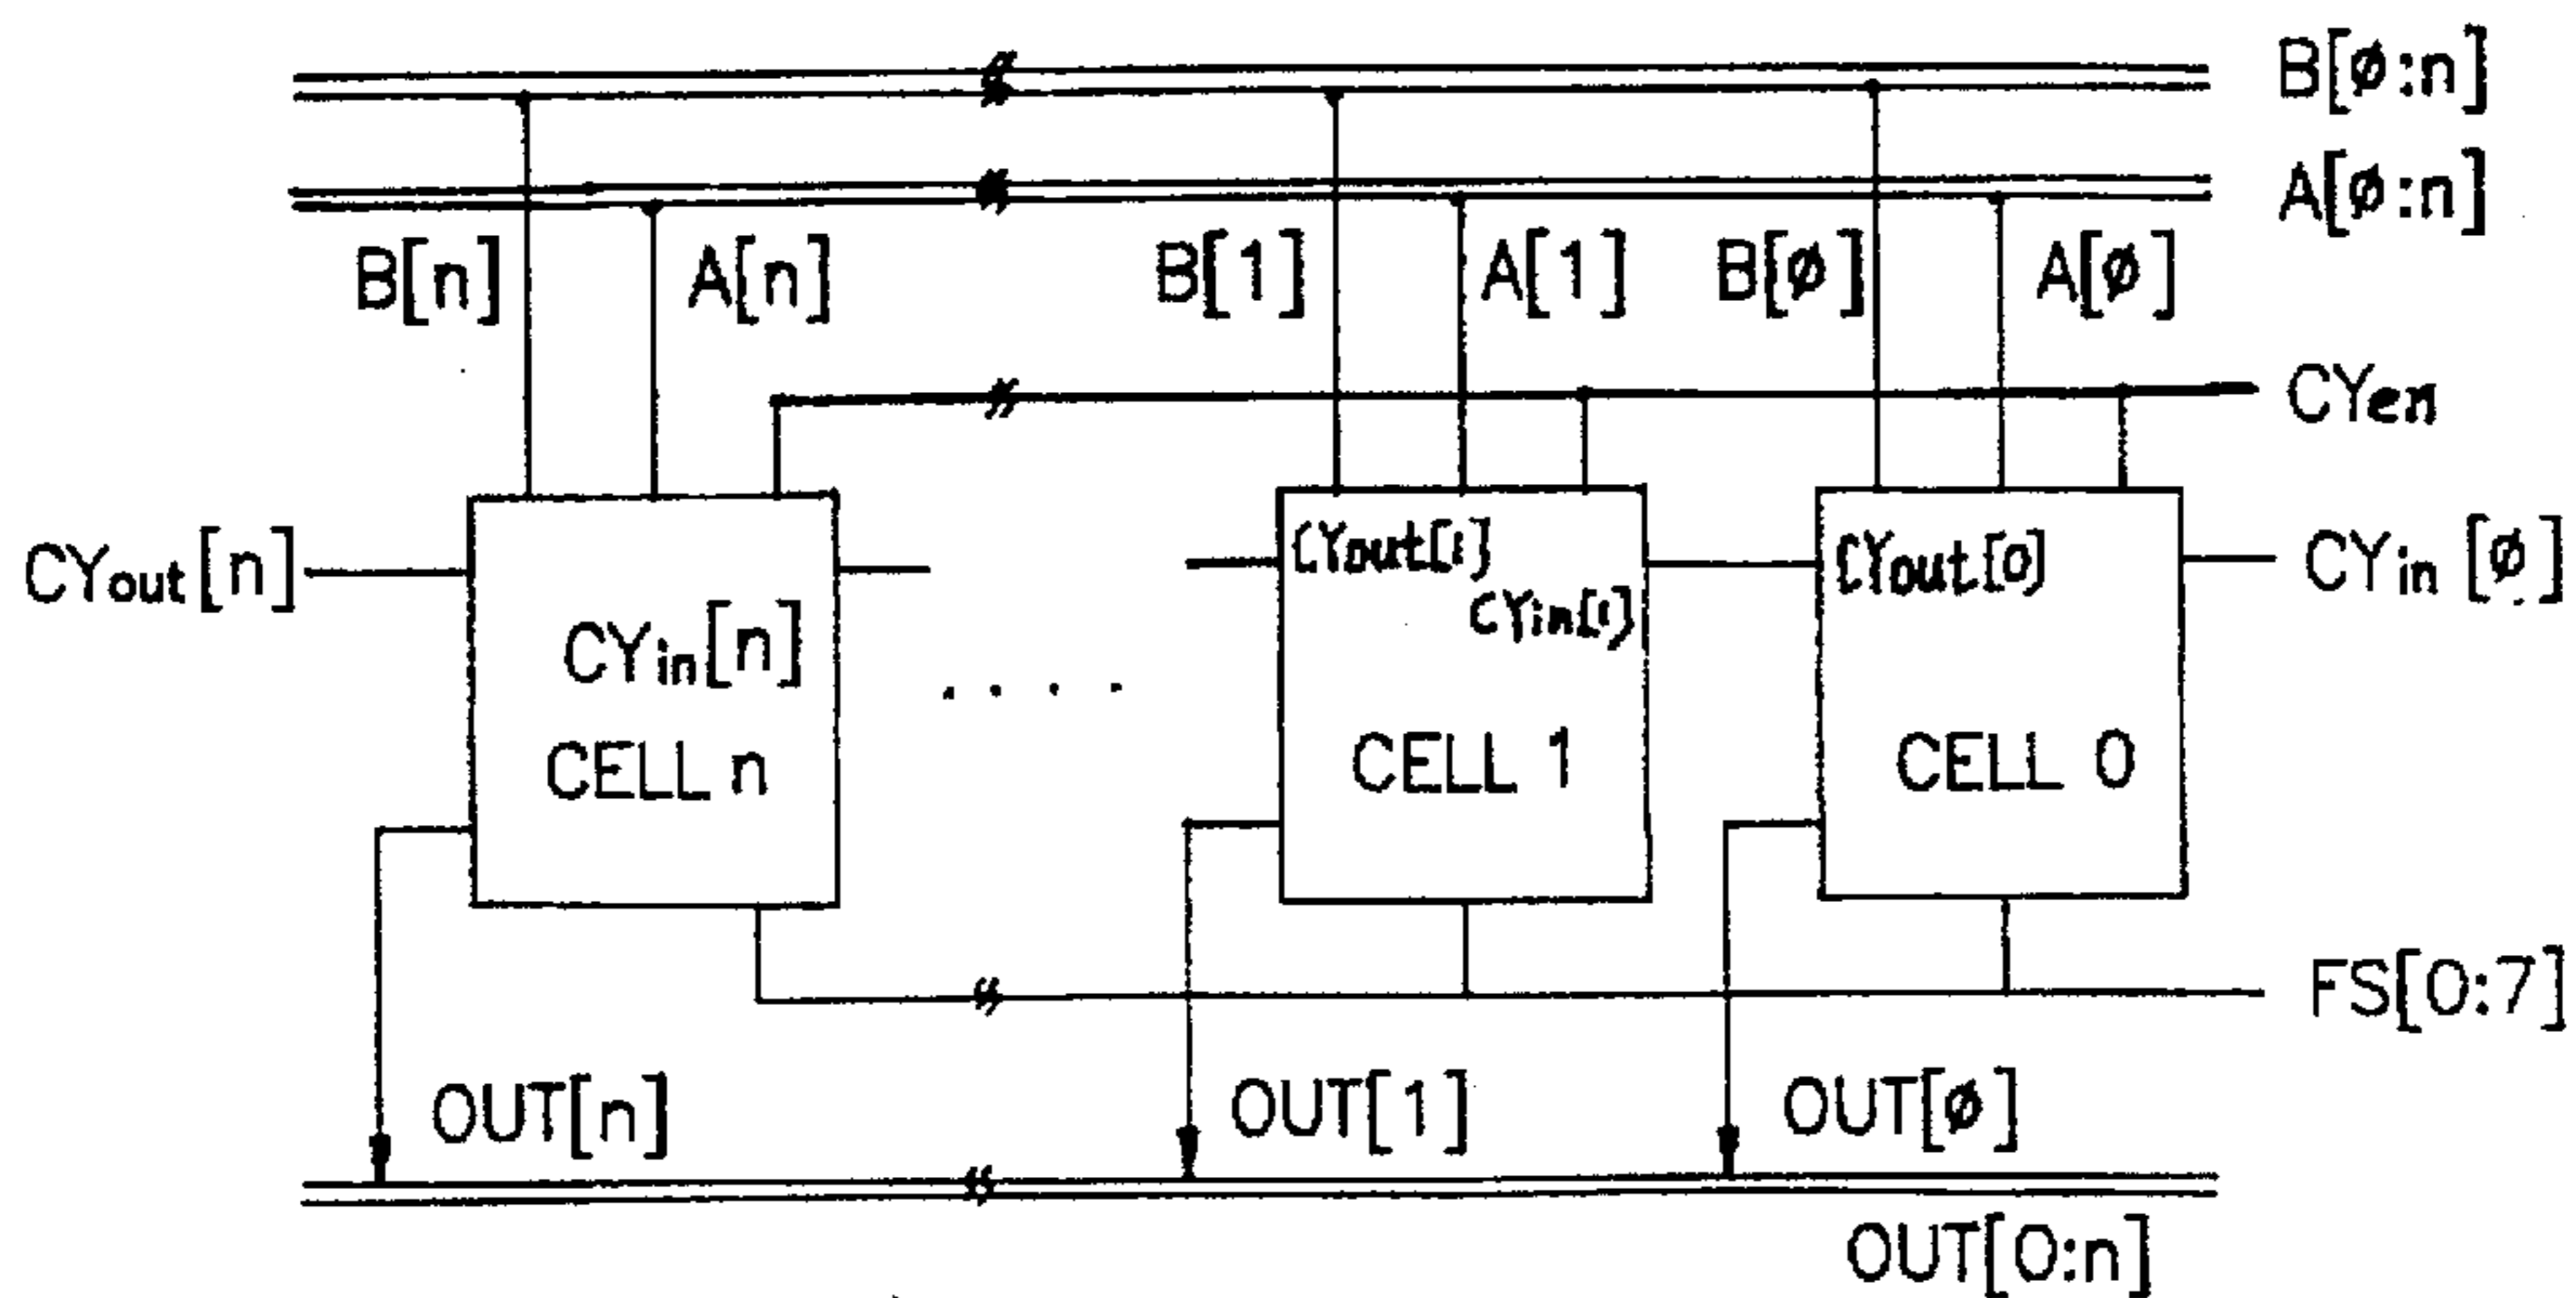 B[ø:n]
A[ø:n]
B[n] A[n] B[1] A[1] B[ø] A[ø]
CYen
CYout[n] CYout[1] CYout[0] CYin [ø]
CYin[n] CYin[1]
CELL n CELL 1 CELL 0
FS[0:7]
OUT[n] OUT[1] OUT[ø]
OUT[0:n]